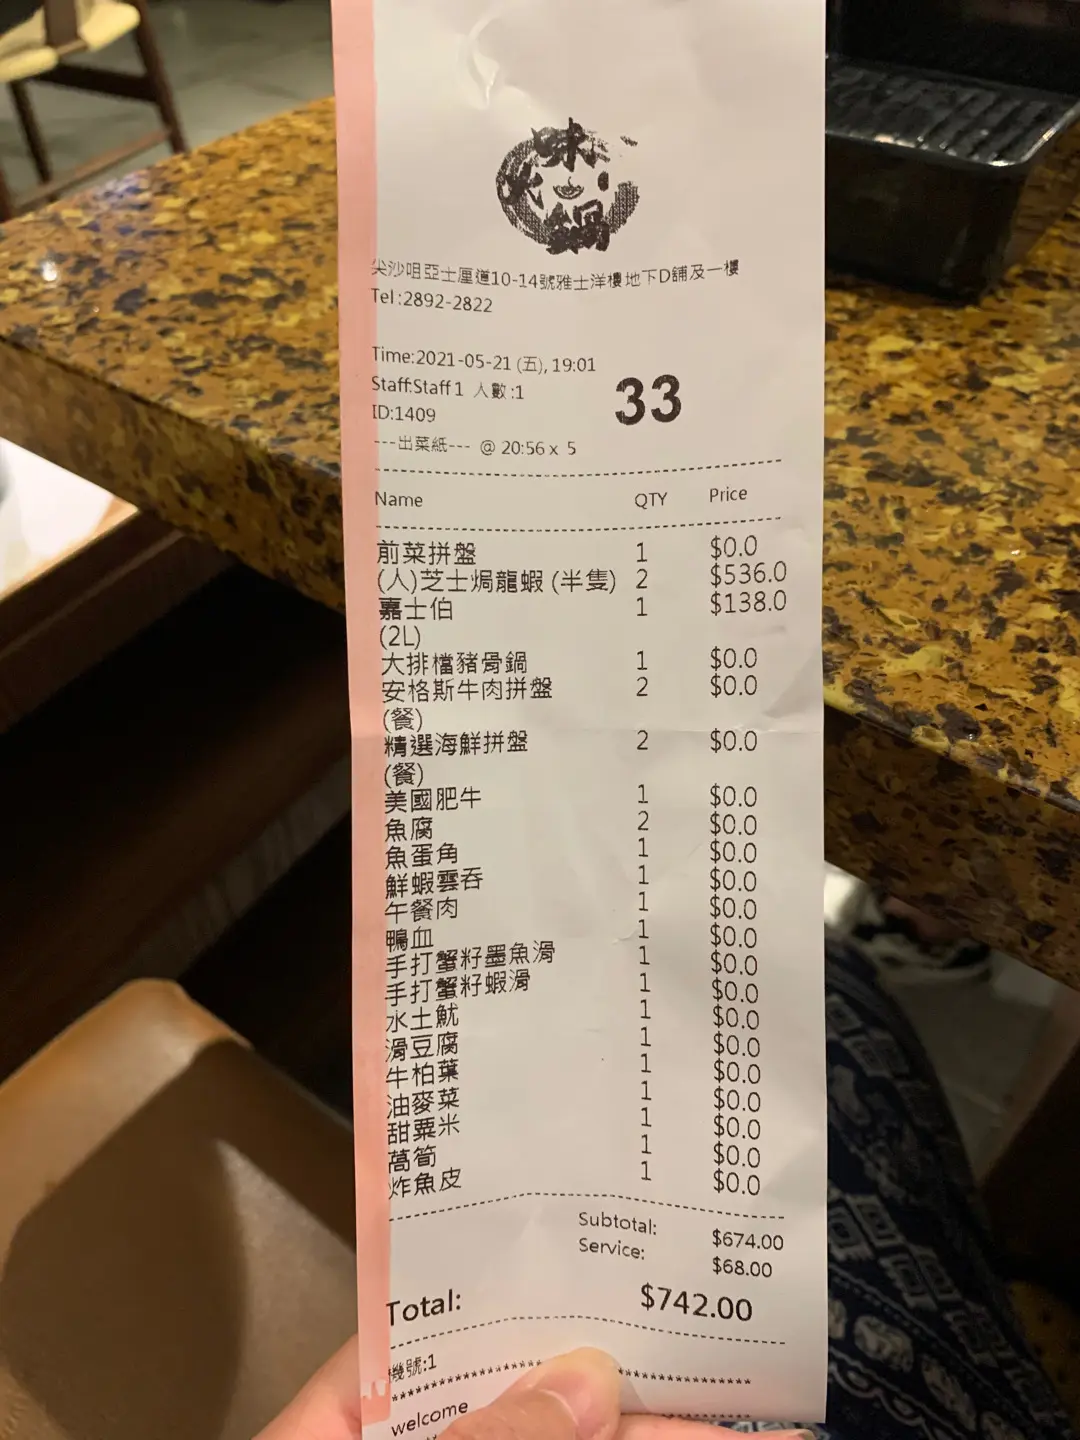 味
火
鍋
尖沙咀亞士厘道10-14號雅士洋樓地下D舖及一樓
Tel:2892-2822
Time:2021-05-21 (五), 19:01
Staff:Staff 1 人數:1
33
ID:1409
---出菜紙--- @ 20:56 x 5
Name QTY Price
前菜拼盤 1 $0.0
(人)芝士焗龍蝦 (半隻) 2 $536.0
嘉士伯 1 $138.0
(2L)
大排檔豬骨鍋 1 $0.0
安格斯牛肉拼盤 2 $0.0
(餐)
精選海鮮拼盤 2 $0.0
(餐)
美國肥牛 1 $0.0
魚腐 2 $0.0
魚蛋角 1 $0.0
鮮蝦雲吞 1 $0.0
午餐肉 1 $0.0
鴨血 1 $0.0
手打蟹籽墨魚滑 1 $0.0
手打蟹籽蝦滑 1 $0.0
水土魷 1 $0.0
滑豆腐 1 $0.0
牛柏葉 1 $0.0
油麥菜 1 $0.0
甜粟米 1 $0.0
萵筍 1 $0.0
炸魚皮 1 $0.0
Subtotal: $674.00
Service: $68.00
Total: $742.00
機號:1
welcome